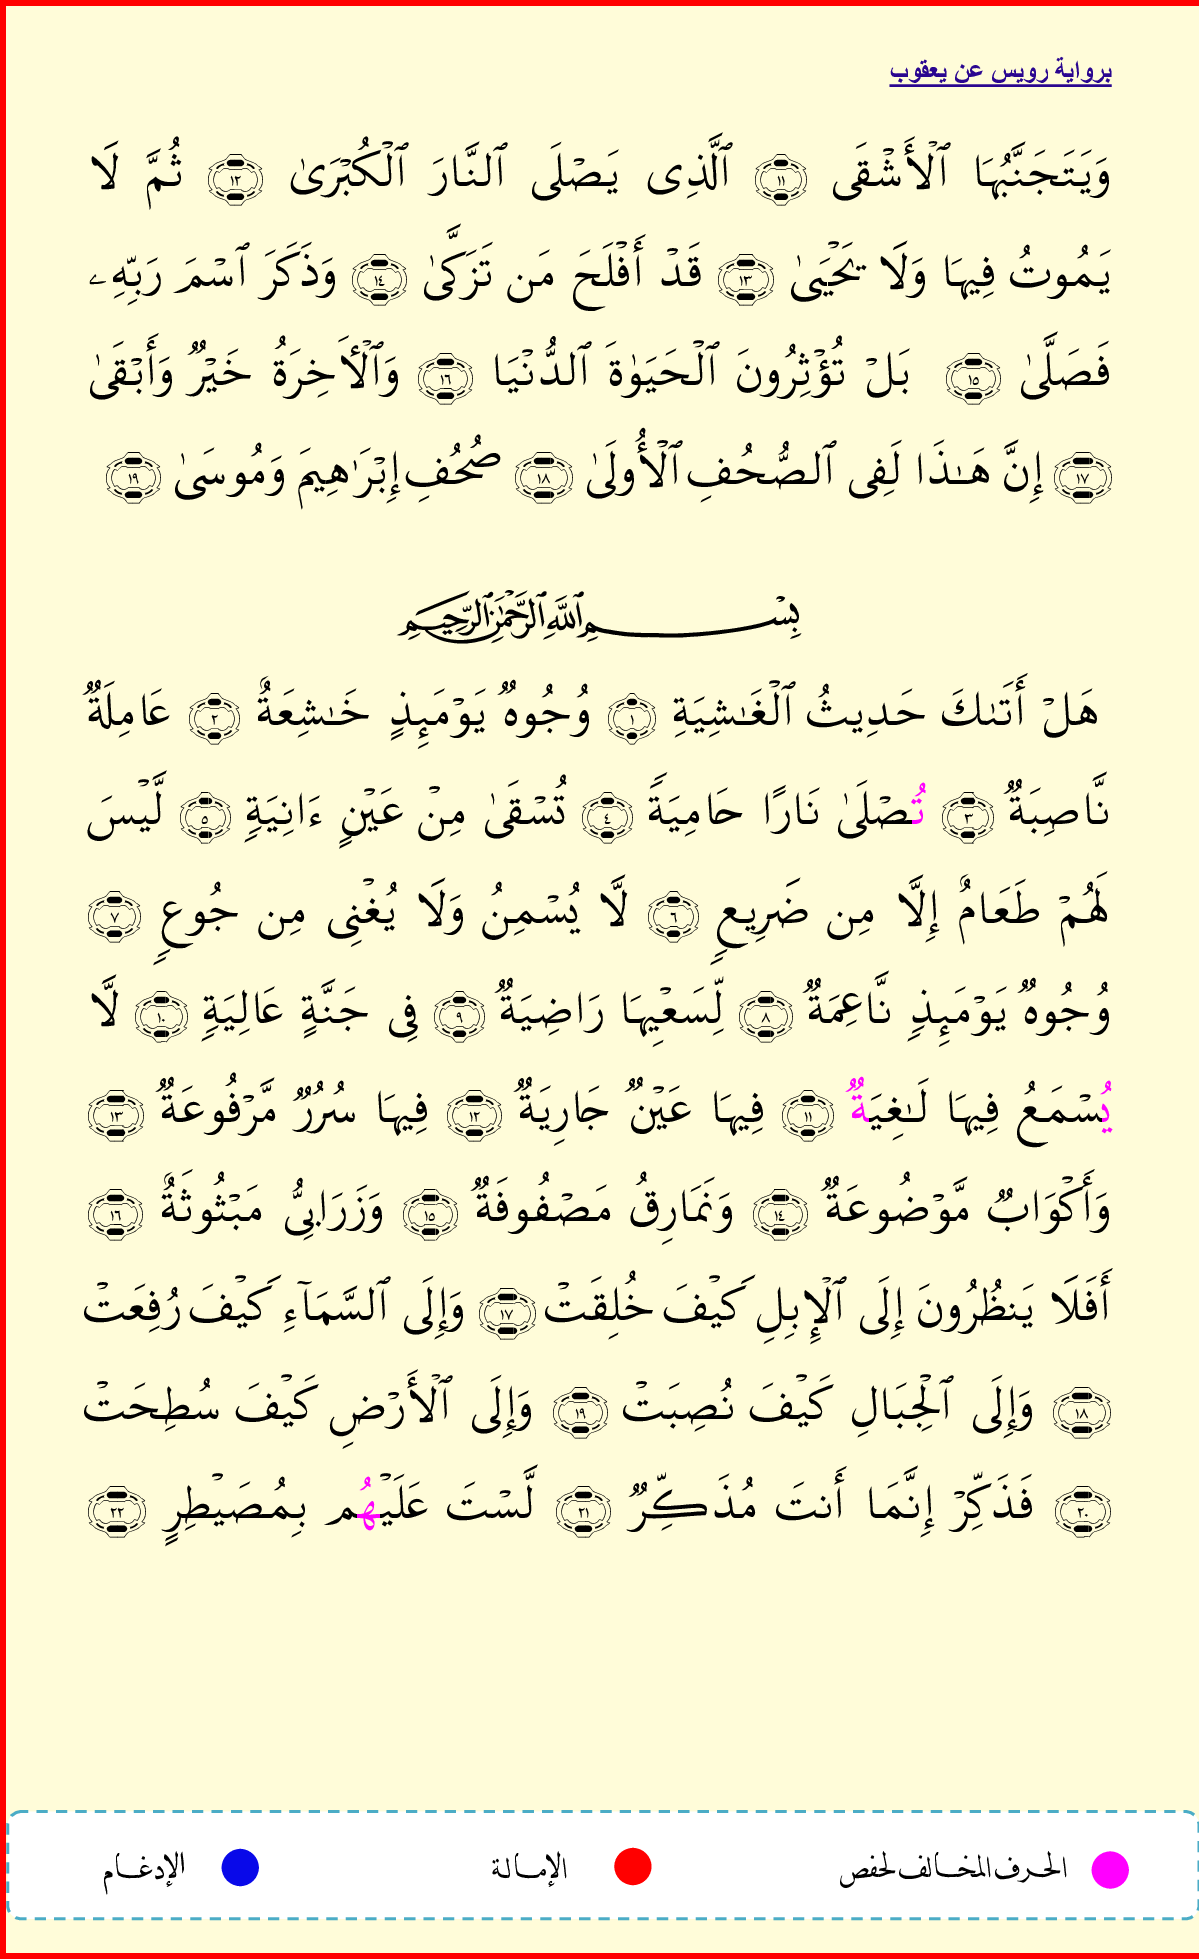 برواية رويس عن يعقوب
وَيَتَجَنَّبُهَا ٱلۡأَشۡقَى ١١ ٱلَّذِى يَصۡلَى ٱلنَّارَ ٱلۡكُبۡرَىٰ ١٢ ثُمَّ لَا
يَمُوتُ فِيهَا وَلَا يَحۡيَىٰ ١٣ قَدۡ أَفۡلَحَ مَن تَزَكَّىٰ ١٤ وَذَكَرَ ٱسۡمَ رَبِّهِۦ
فَصَلَّىٰ ١٥ بَلۡ تُؤۡثِرُونَ ٱلۡحَيَوٰةَ ٱلدُّنۡيَا ١٦ وَٱلۡأٓخِرَةُ خَيۡرٌ وَأَبۡقَىٰ
١٧ إِنَّ هَـٰذَا لَفِى ٱلصُّحُفِ ٱلۡأُولَىٰ ١٨ صُحُفِ إِبۡرَٰهِيمَ وَمُوسَىٰ ١٩
بِسۡمِ ٱللَّهِ ٱلرَّحۡمَٰنِ ٱلرَّحِيمِ
هَلۡ أَتَىٰكَ حَدِيثُ ٱلۡغَـٰشِيَةِ ١ وُجُوهٌ يَوۡمَئِذٍ خَـٰشِعَةٌ ٢ عَامِلَةٌ
نَّاصِبَةٌ ٣ تُصۡلَىٰ نَارًا حَامِيَةً ٤ تُسۡقَىٰ مِنۡ عَيۡنٍ ءَانِيَةٍ ٥ لَّيۡسَ
لَهُمۡ طَعَامٌ إِلَّا مِن ضَرِيعٍ ٦ لَّا يُسۡمِنُ وَلَا يُغۡنِى مِن جُوعٍ ٧
وُجُوهٌ يَوۡمَئِذٍ نَّاعِمَةٌ ٨ لِّسَعۡيِهَا رَاضِيَةٌ ٩ فِى جَنَّةٍ عَالِيَةٍ ١٠ لَّا
يُسۡمَعُ فِيهَا لَـٰغِيَةٌ ١١ فِيهَا عَيۡنٌ جَارِيَةٌ ١٢ فِيهَا سُرُرٌ مَّرۡفُوعَةٌ ١٣
وَأَكۡوَابٌ مَّوۡضُوعَةٌ ١٤ وَنَمَارِقُ مَصۡفُوفَةٌ ١٥ وَزَرَابِىُّ مَبۡثُوثَةٌ ١٦
أَفَلَا يَنظُرُونَ إِلَى ٱلۡإِبِلِ كَيۡفَ خُلِقَتۡ ١٧ وَإِلَى ٱلسَّمَآءِ كَيۡفَ رُفِعَتۡ
١٨ وَإِلَى ٱلۡجِبَالِ كَيۡفَ نُصِبَتۡ ١٩ وَإِلَى ٱلۡأَرۡضِ كَيۡفَ سُطِحَتۡ
٢٠ فَذَكِّرۡ إِنَّمَا أَنتَ مُذَكِّرٌ ٢١ لَّسۡتَ عَلَيۡهُم بِمُصَيۡطِرٍ ٢٢
الحرف المخالف لحفص الإمالة الإدغام